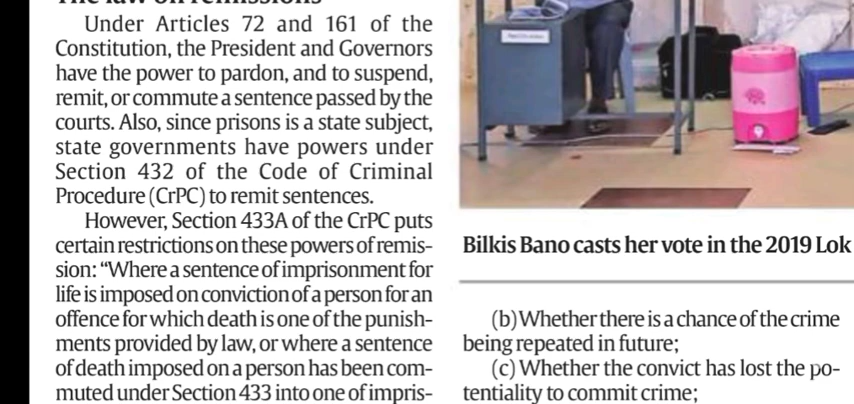 The law on remissions
Under Articles 72 and 161 of the
Constitution, the President and Governors
have the power to pardon, and to suspend,
remit, or commute a sentence passed by the
courts. Also, since prisons is a state subject,
state governments have powers under
Section 432 of the Code of Criminal
Procedure (CrPC) to remit sentences.
However, Section 433A of the CrPC puts
certain restrictions on these powers of remis-
sion: “Where a sentence of imprisonment for
life is imposed on conviction of a person for an
offence for which death is one of the punish-
ments provided by law, or where a sentence
of death imposed on a person has been com-
muted under Section 433 into one of impris-
Bilkis Bano casts her vote in the 2019 Lok
(b) Whether there is a chance of the crime
being repeated in future;
(c) Whether the convict has lost the po-
tentiality to commit crime;